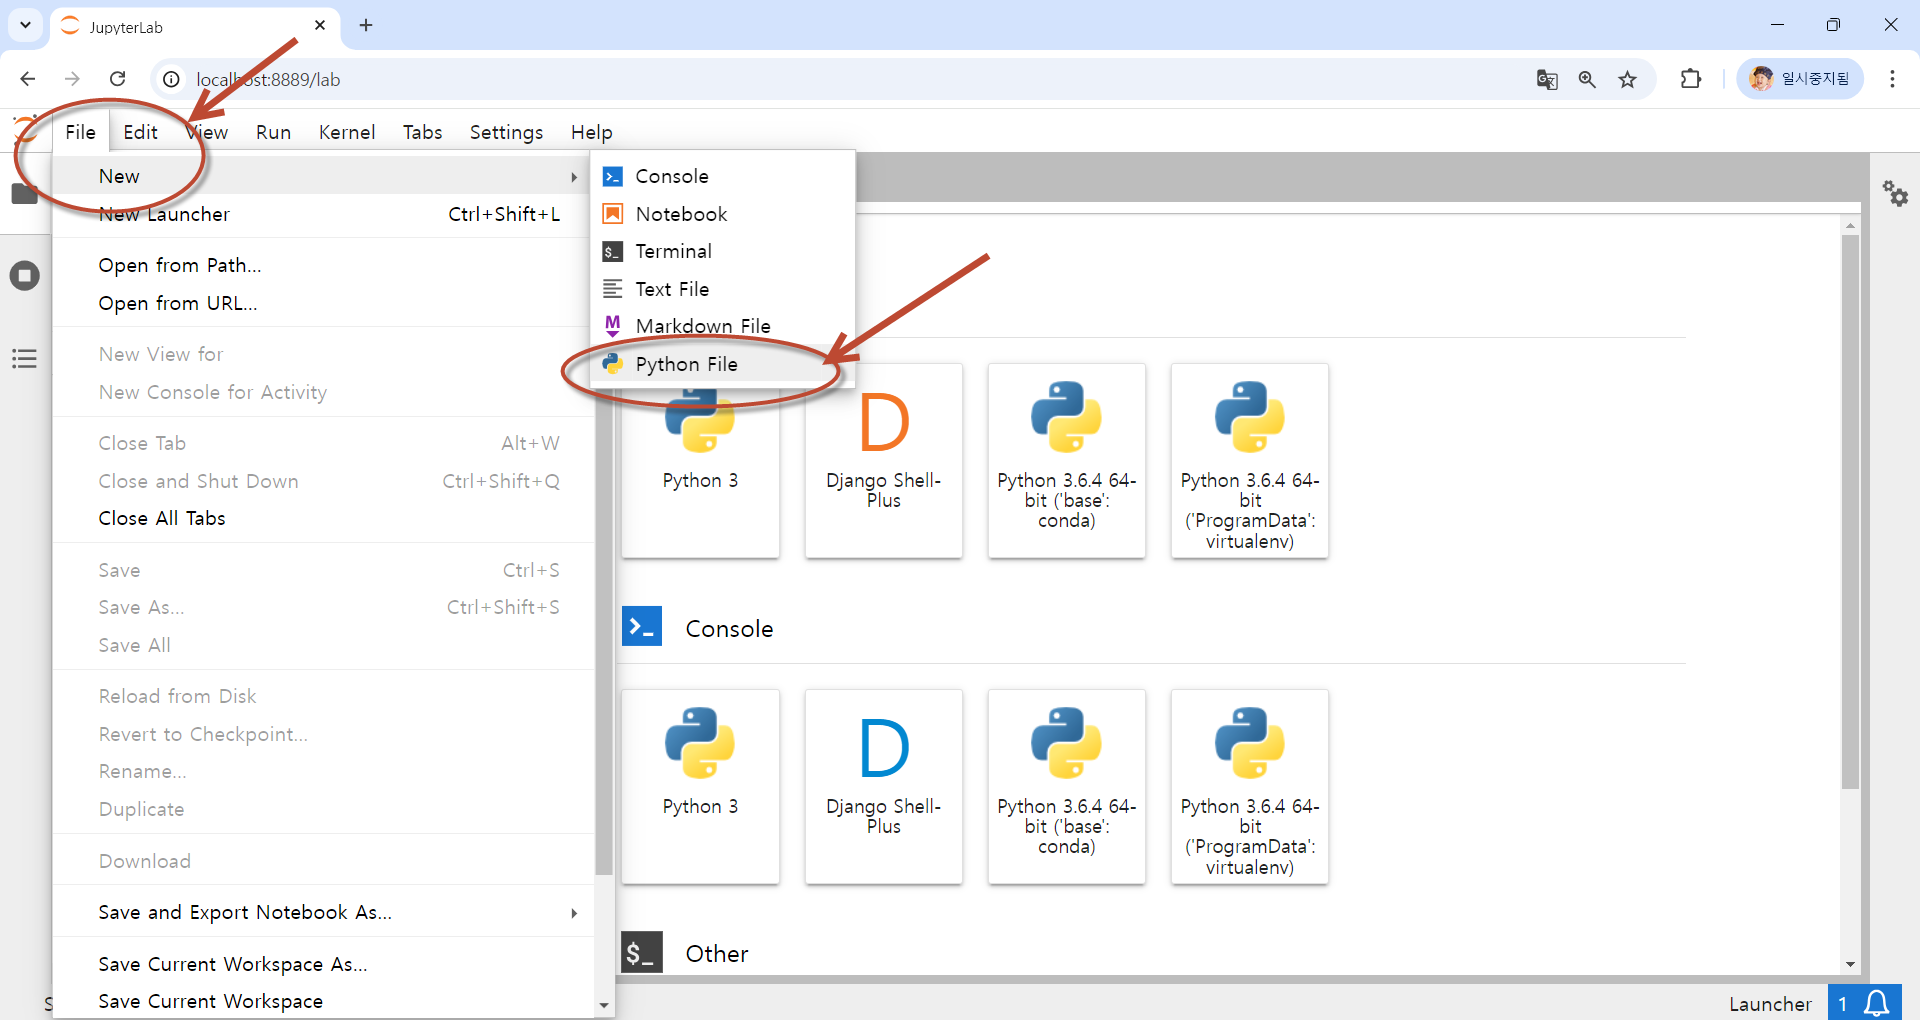 JupyterLab
localhost:8889/lab
일시중지됨
File Edit View Run Kernel Tabs Settings Help
New
New Launcher Ctrl+Shift+L
Open from Path...
Open from URL...
New View for
New Console for Activity
Close Tab Alt+W
Close and Shut Down Ctrl+Shift+Q
Close All Tabs
Save Ctrl+S
Save As... Ctrl+Shift+S
Save All
Reload from Disk
Revert to Checkpoint...
Rename...
Duplicate
Download
Save and Export Notebook As...
Save Current Workspace As...
Save Current Workspace
Console
Notebook
$_ Terminal
Text File
M Markdown File
Python File
Python 3
D
Django Shell-
Plus
Python 3.6.4 64-
bit ('base':
conda)
Python 3.6.4 64-
bit
('ProgramData':
virtualenv)
Console
Python 3
D
Django Shell-
Plus
Python 3.6.4 64-
bit ('base':
conda)
Python 3.6.4 64-
bit
('ProgramData':
virtualenv)
$_ Other
Launcher 1